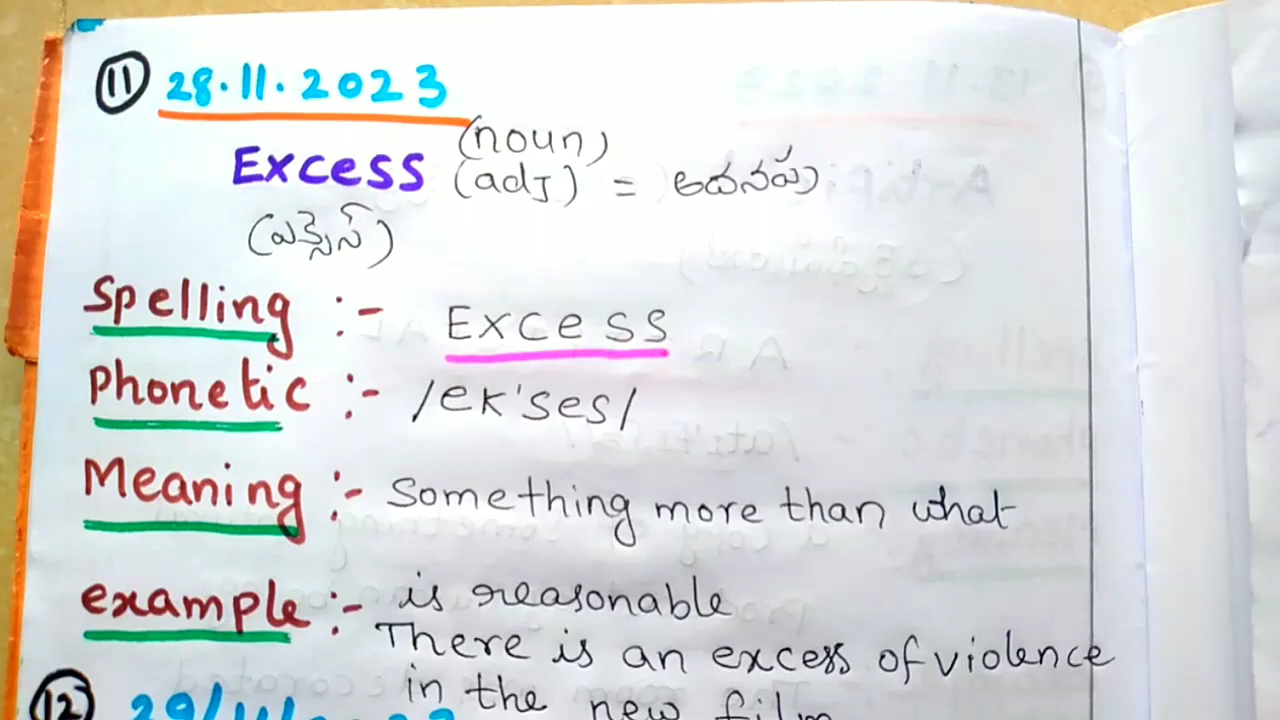 11 28.11.2023
(noun)
Excess (adj) = అదనపు
(ఎక్సెస్)
Spelling :- Excess
Phonetic :- /ek'ses/
Meaning :- Something more than what
is reasonable
example :- There is an excess of violence
in the new film
12